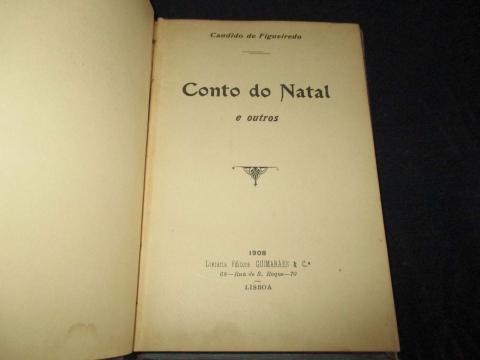 Candido de Figueiredo
Conto do Natal
e outros
1908
Livraria Editora GUIMARÃES & C.ª
68—Rua de S. Roque—70
LISBOA